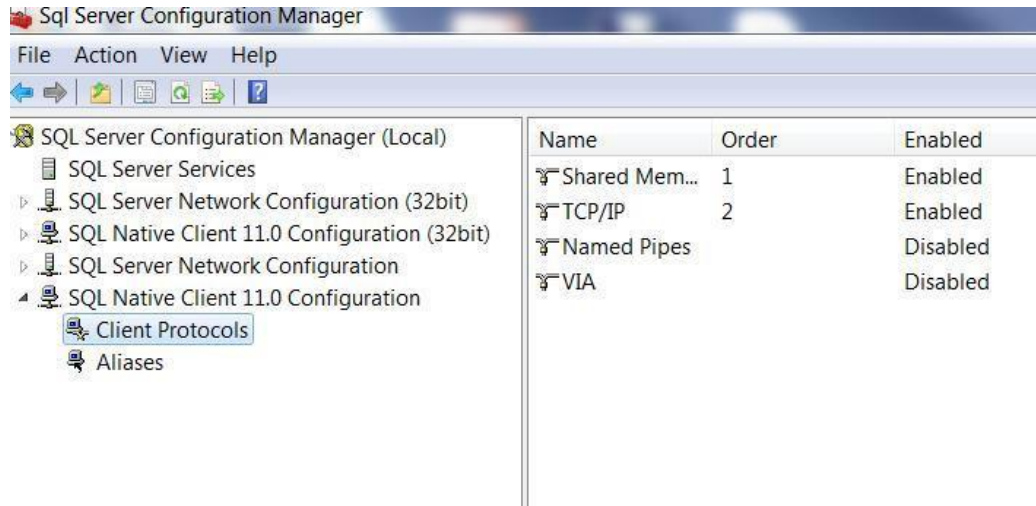 Sql Server Configuration Manager
File Action View Help
SQL Server Configuration Manager (Local)
SQL Server Services
SQL Server Network Configuration (32bit)
SQL Native Client 11.0 Configuration (32bit)
SQL Server Network Configuration
SQL Native Client 11.0 Configuration
Client Protocols
Aliases
Name Order Enabled
Shared Mem... 1 Enabled
TCP/IP 2 Enabled
Named Pipes Disabled
VIA Disabled